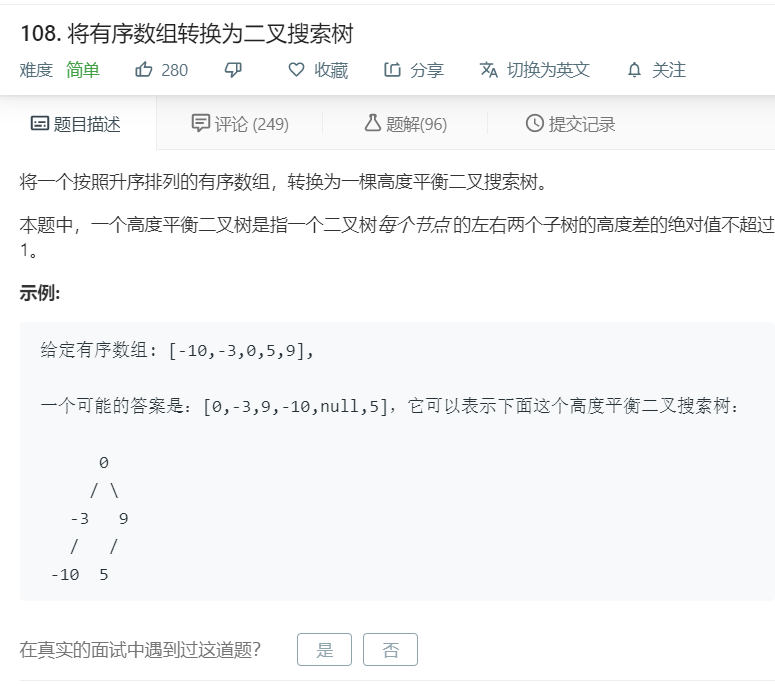 108. 将有序数组转换为二叉搜索树
难度 简单 280 收藏 分享 切换为英文 关注
题目描述 评论 (249) 题解(96) 提交记录
将一个按照升序排列的有序数组，转换为一棵高度平衡二叉搜索树。
本题中，一个高度平衡二叉树是指一个二叉树每个节点 的左右两个子树的高度差的绝对值不超过
1。
示例:
给定有序数组: [-10,-3,0,5,9],
一个可能的答案是：[0,-3,9,-10,null,5]，它可以表示下面这个高度平衡二叉搜索树：
0
/ \
-3 9
/ /
-10 5
在真实的面试中遇到过这道题？ 是 否